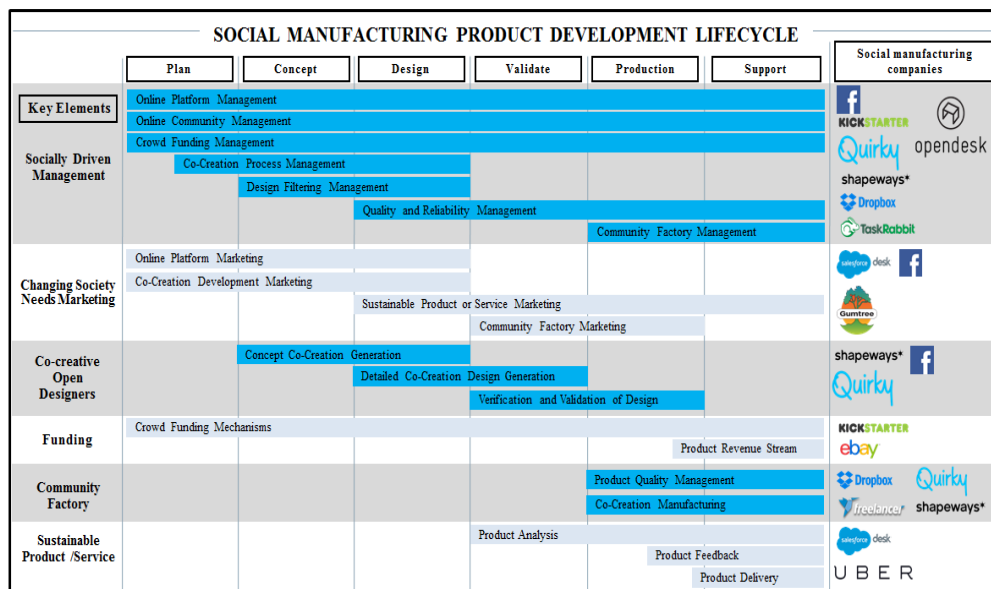 SOCIAL MANUFACTURING PRODUCT DEVELOPMENT LIFECYCLE
Plan
Concept
Design
Validate
Production
Support
Social manufacturing
companies
Key Elements
Socially Driven
Management
Online Platform Management
Online Community Management
Crowd Funding Management
Co-Creation Process Management
Design Filtering Management
Quality and Reliability Management
Community Factory Management
f
KICKSTARTER
Quirky
opendesk
shapeways*
Dropbox
TaskRabbit
Changing Society
Needs Marketing
Online Platform Marketing
Co-Creation Development Marketing
Sustainable Product or Service Marketing
Community Factory Marketing
salesforce desk
f
Gumtree
Co-creative
Open
Designers
Concept Co-Creation Generation
Detailed Co-Creation Design Generation
Verification and Validation of Design
shapeways*
f
Quirky
Funding
Crowd Funding Mechanisms
Product Revenue Stream
KICKSTARTER
ebay
Community
Factory
Product Quality Management
Co-Creation Manufacturing
Dropbox
Quirky
freelancer
shapeways*
Sustainable
Product /Service
Product Analysis
Product Feedback
Product Delivery
salesforce desk
UBER